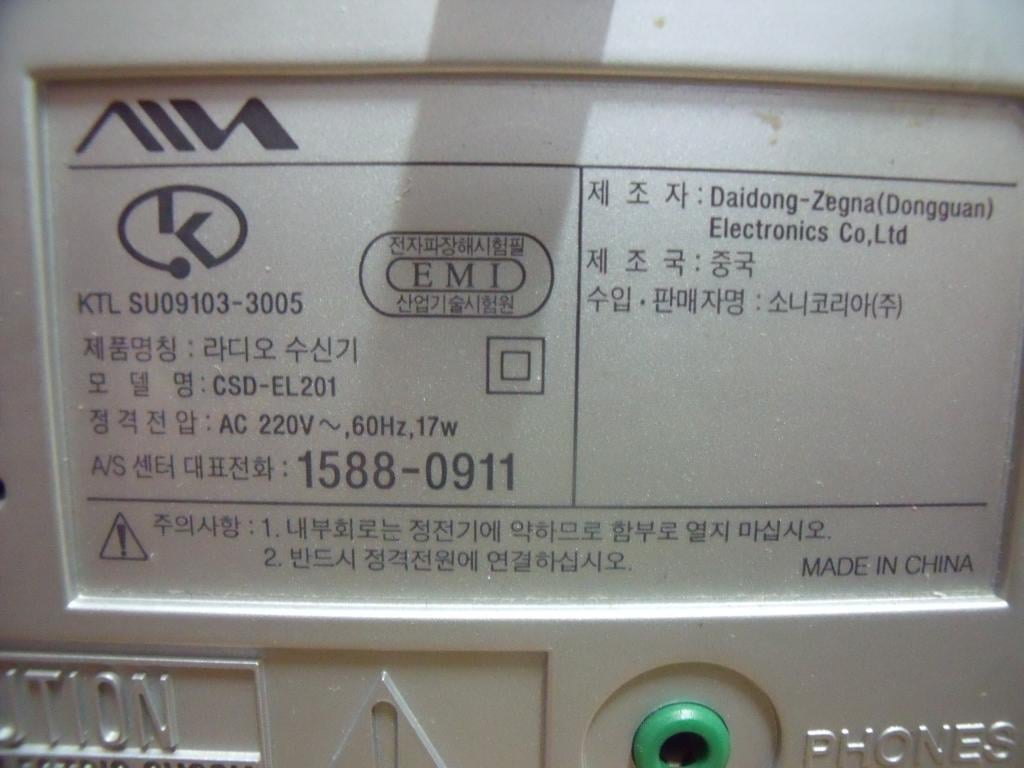 AIWA
K
KTL SU09103-3005
전자파장해시험필
EMI
산업기술시험원
제품명칭 : 라디오 수신기
모 델 명 : CSD-EL201
정격전압 : AC 220V～,60Hz,17w
A/S 센터 대표전화 : 1588-0911
제 조 자 : Daidong-Zegna(Dongguan)
Electronics Co,Ltd
제 조 국 : 중국
수입 · 판매자명 : 소니코리아(주)
주의사항 : 1. 내부회로는 정전기에 약하므로 함부로 열지 마십시오.
2. 반드시 정격전원에 연결하십시오.
MADE IN CHINA
UTION
PHONES